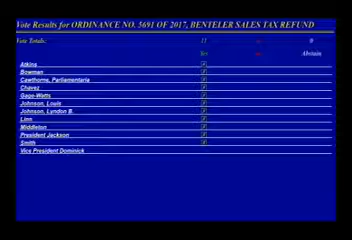 Vote Results for ORDINANCE NO. 5691 OF 2017, BENTELER SALES TAX REFUND
Vote Totals: 11 0
Yes Abstain
Atkins
Bowman
Cawthorne, Parliamentaria
Chavez
Gage-Watts
Johnson, Louis
Johnson, Lyndon B.
Linn
Middleton
President Jackson
Smith
Vice President Dominick